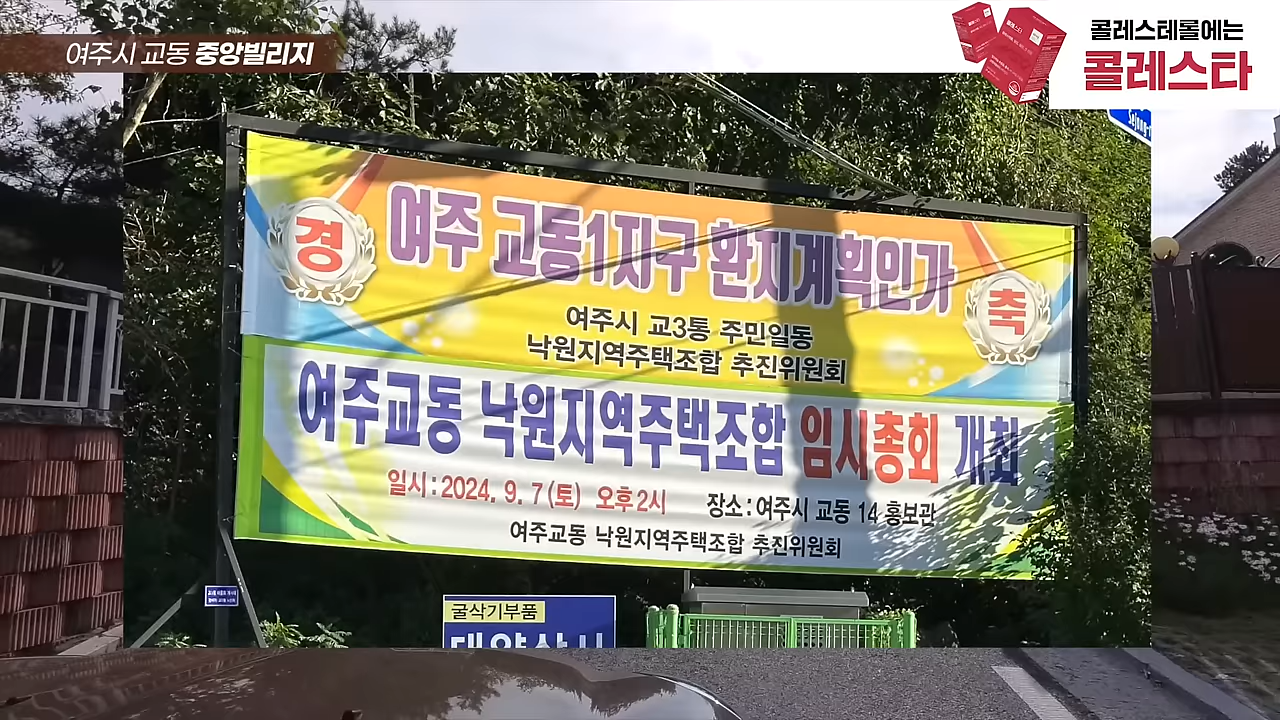 여주시 교동 중앙빌리지
콜레스테롤에는
콜레스타
경 축
여주 교동1지구 환지계획인가
여주시 교3통 주민일동
낙원지역주택조합 추진위원회
여주교동 낙원지역주택조합 임시총회 개최
일시 : 2024. 9. 7 (토) 오후 2시 장소 : 여주시 교동 14 홍보관
여주교동 낙원지역주택조합 추진위원회
굴삭기부품